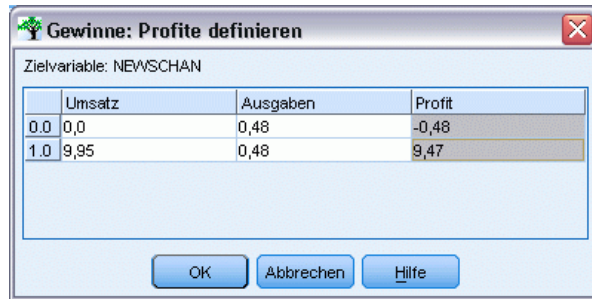 Gewinne: Profite definieren
Zielvariable: NEWSCHAN
Umsatz Ausgaben Profit
0.0 0,0 0,48 -0,48
1.0 9,95 0,48 9,47
OK Abbrechen Hilfe